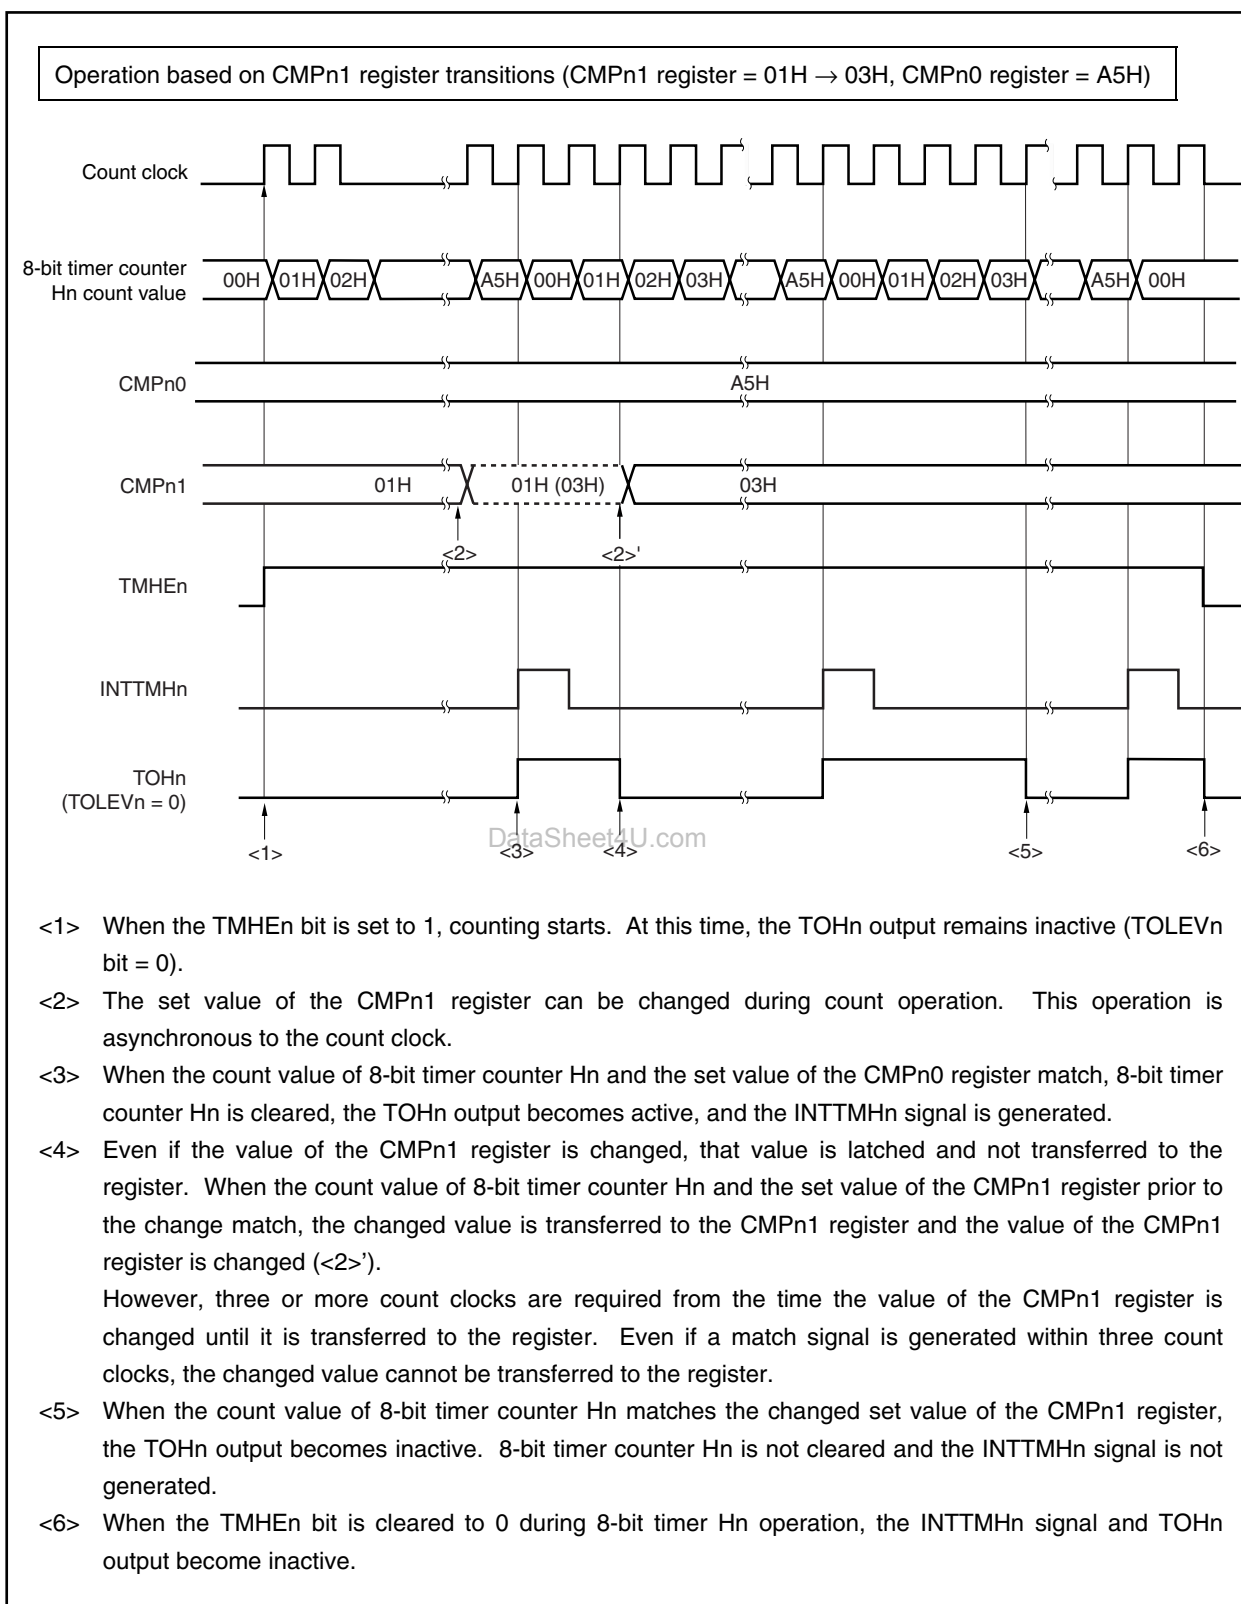 Operation based on CMPn1 register transitions (CMPn1 register = 01H → 03H, CMPn0 register = A5H)
Count clock
8-bit timer counter
Hn count value
00H 01H 02H A5H 00H 01H 02H 03H A5H 00H 01H 02H 03H A5H 00H
CMPn0
A5H
CMPn1
01H 01H (03H) 03H
<2> <2>'
TMHEn
INTTMHn
TOHn
(TOLEVn = 0)
DataSheet4U.com
<1> <3> <4> <5> <6>
<1> When the TMHEn bit is set to 1, counting starts. At this time, the TOHn output remains inactive (TOLEVn
bit = 0).
<2> The set value of the CMPn1 register can be changed during count operation. This operation is
asynchronous to the count clock.
<3> When the count value of 8-bit timer counter Hn and the set value of the CMPn0 register match, 8-bit timer
counter Hn is cleared, the TOHn output becomes active, and the INTTMHn signal is generated.
<4> Even if the value of the CMPn1 register is changed, that value is latched and not transferred to the
register. When the count value of 8-bit timer counter Hn and the set value of the CMPn1 register prior to
the change match, the changed value is transferred to the CMPn1 register and the value of the CMPn1
register is changed (<2>’).
However, three or more count clocks are required from the time the value of the CMPn1 register is
changed until it is transferred to the register. Even if a match signal is generated within three count
clocks, the changed value cannot be transferred to the register.
<5> When the count value of 8-bit timer counter Hn matches the changed set value of the CMPn1 register,
the TOHn output becomes inactive. 8-bit timer counter Hn is not cleared and the INTTMHn signal is not
generated.
<6> When the TMHEn bit is cleared to 0 during 8-bit timer Hn operation, the INTTMHn signal and TOHn
output become inactive.